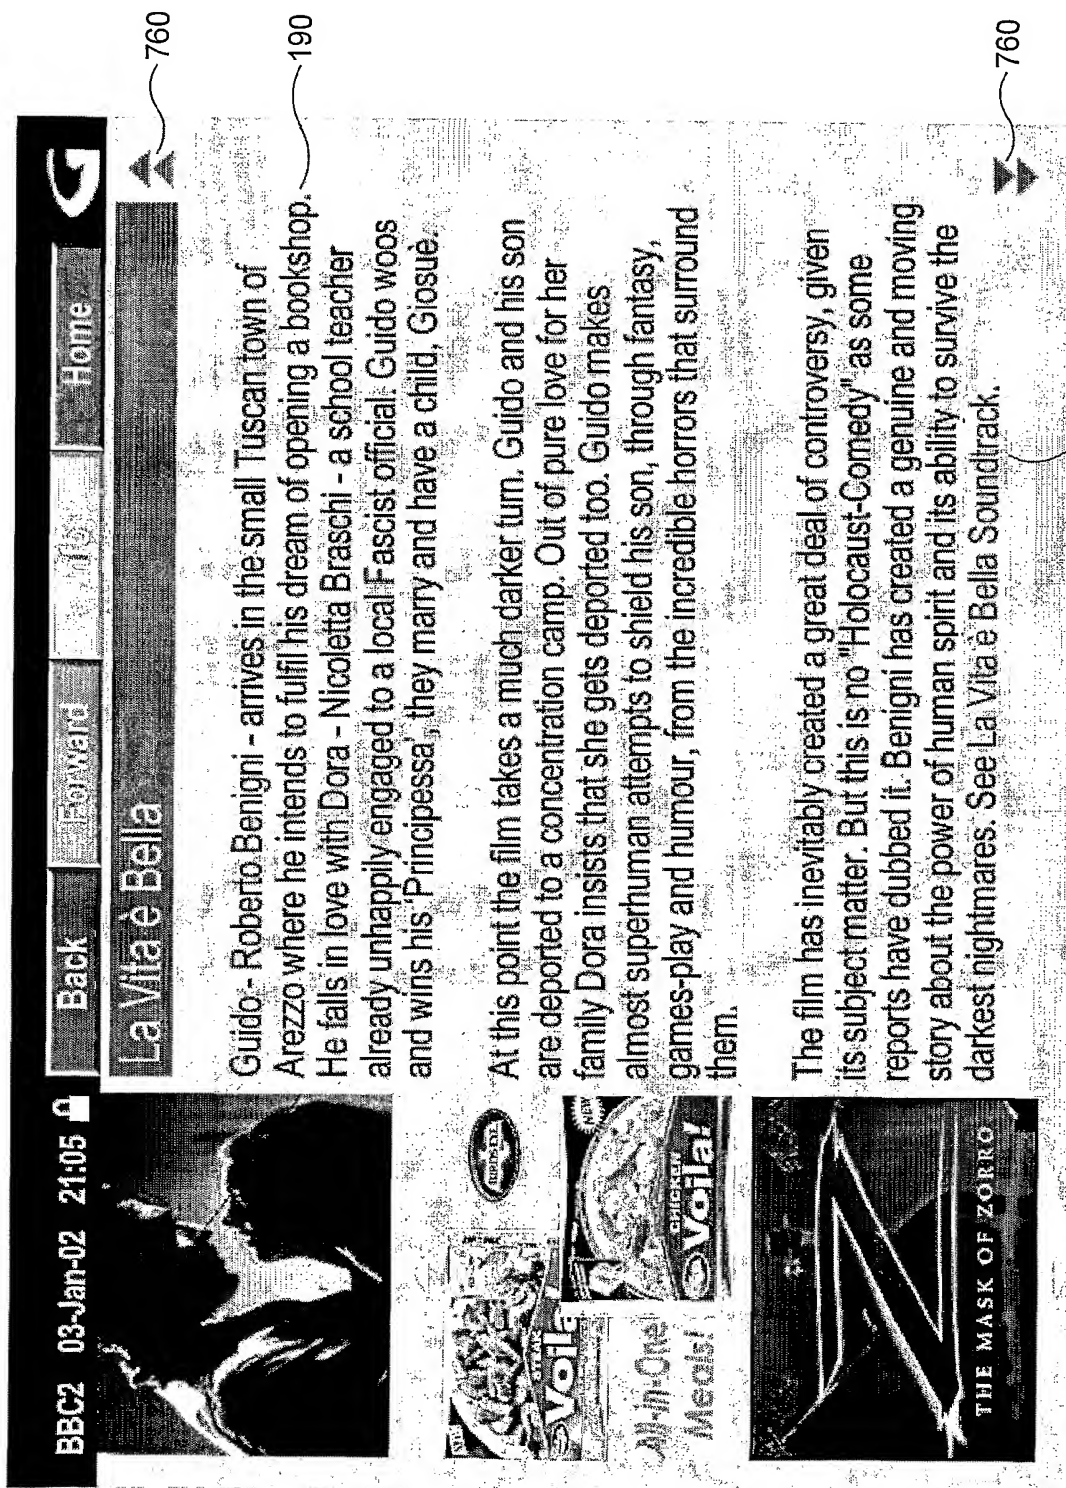 BBC2 03-Jan-02 21:05
Back
Forward
Info
Home
La Vita è Bella
760
Guido - Roberto Benigni - arrives in the small Tuscan town of
Arezzo where he intends to fulfil his dream of opening a bookshop.
190
He falls in love with Dora - Nicoletta Braschi - a school teacher
already unhappily engaged to a local Fascist official. Guido woos
and wins his 'Principessa', they marry and have a child, Giosuè.
At this point the film takes a much darker turn. Guido and his son
are deported to a concentration camp. Out of pure love for her
family Dora insists that she gets deported too. Guido makes
almost superhuman attempts to shield his son, through fantasy,
games-play and humour, from the incredible horrors that surround
them.
The film has inevitably created a great deal of controversy, given
its subject matter. But this is no "Holocaust-Comedy" as some
reports have dubbed it. Benigni has created a genuine and moving
story about the power of human spirit and its ability to survive the
darkest nightmares. See La Vita è Bella Soundtrack.
760
NEW
STEAK
Voila!
BIRDS EYE
NEW
CHICKEN
Voila!
All-in-One
Meals!
THE MASK OF ZORRO